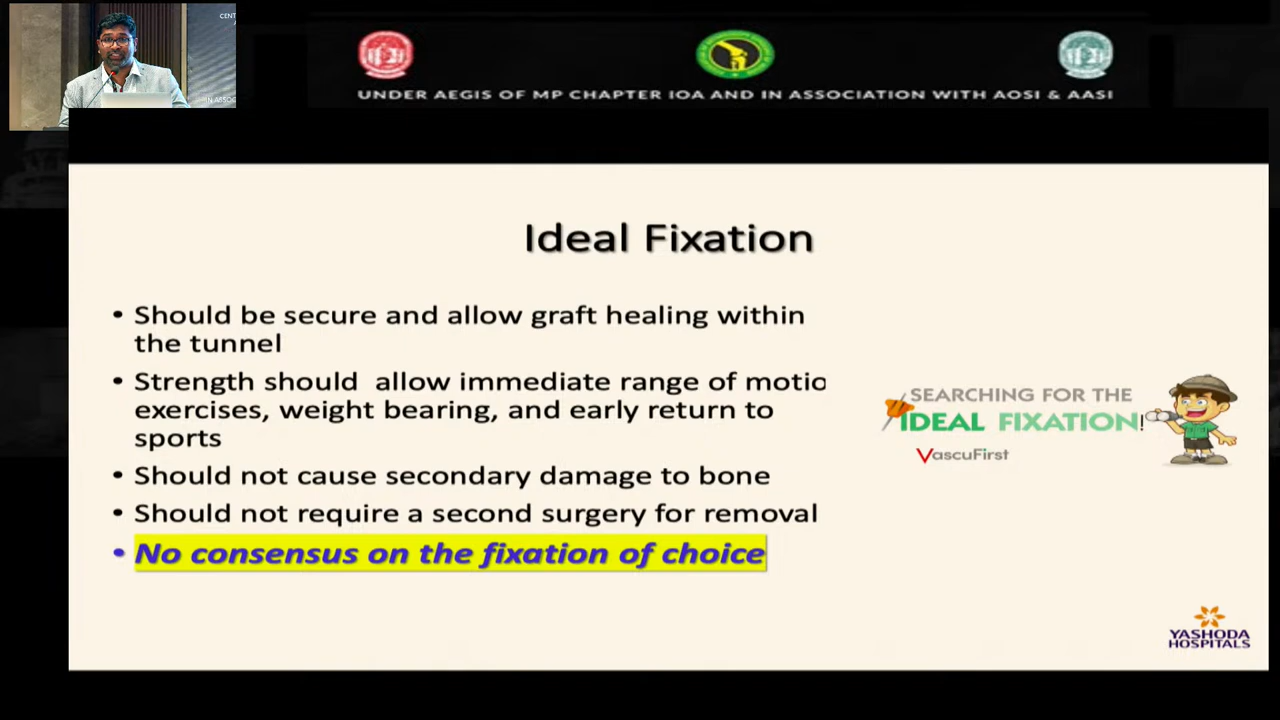 CENT
IN ASSOC
UNDER AEGIS OF MP CHAPTER IOA AND IN ASSOCIATION WITH AOSI & AASI
Ideal Fixation
• Should be secure and allow graft healing within
the tunnel
• Strength should allow immediate range of motio
exercises, weight bearing, and early return to
sports
• Should not cause secondary damage to bone
• Should not require a second surgery for removal
• No consensus on the fixation of choice
SEARCHING FOR THE
IDEAL FIXATION!
VascuFirst
YASHODA
HOSPITALS